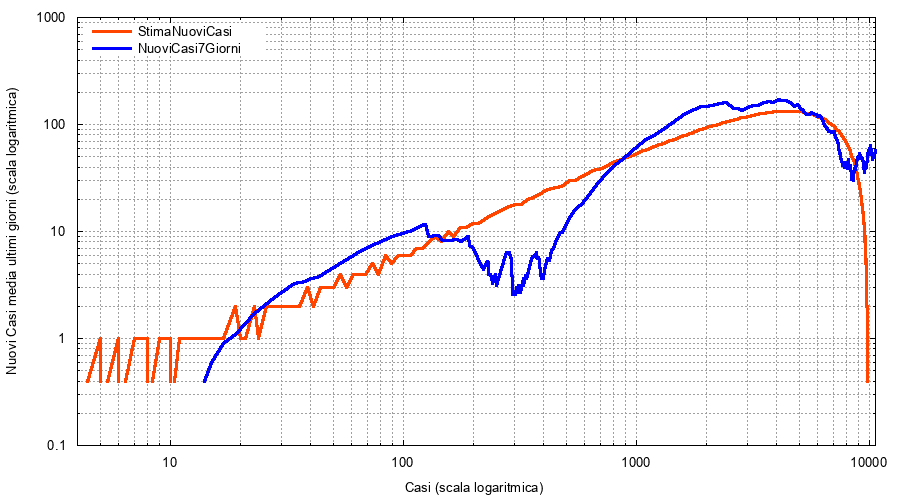 1000
StimaNuoviCasi
NuoviCasi7Giorni
100
10
1
0.1
Nuovi Casi media ultimi giorni (scala logaritmica)
10
100
1000
10000
Casi (scala logaritmica)